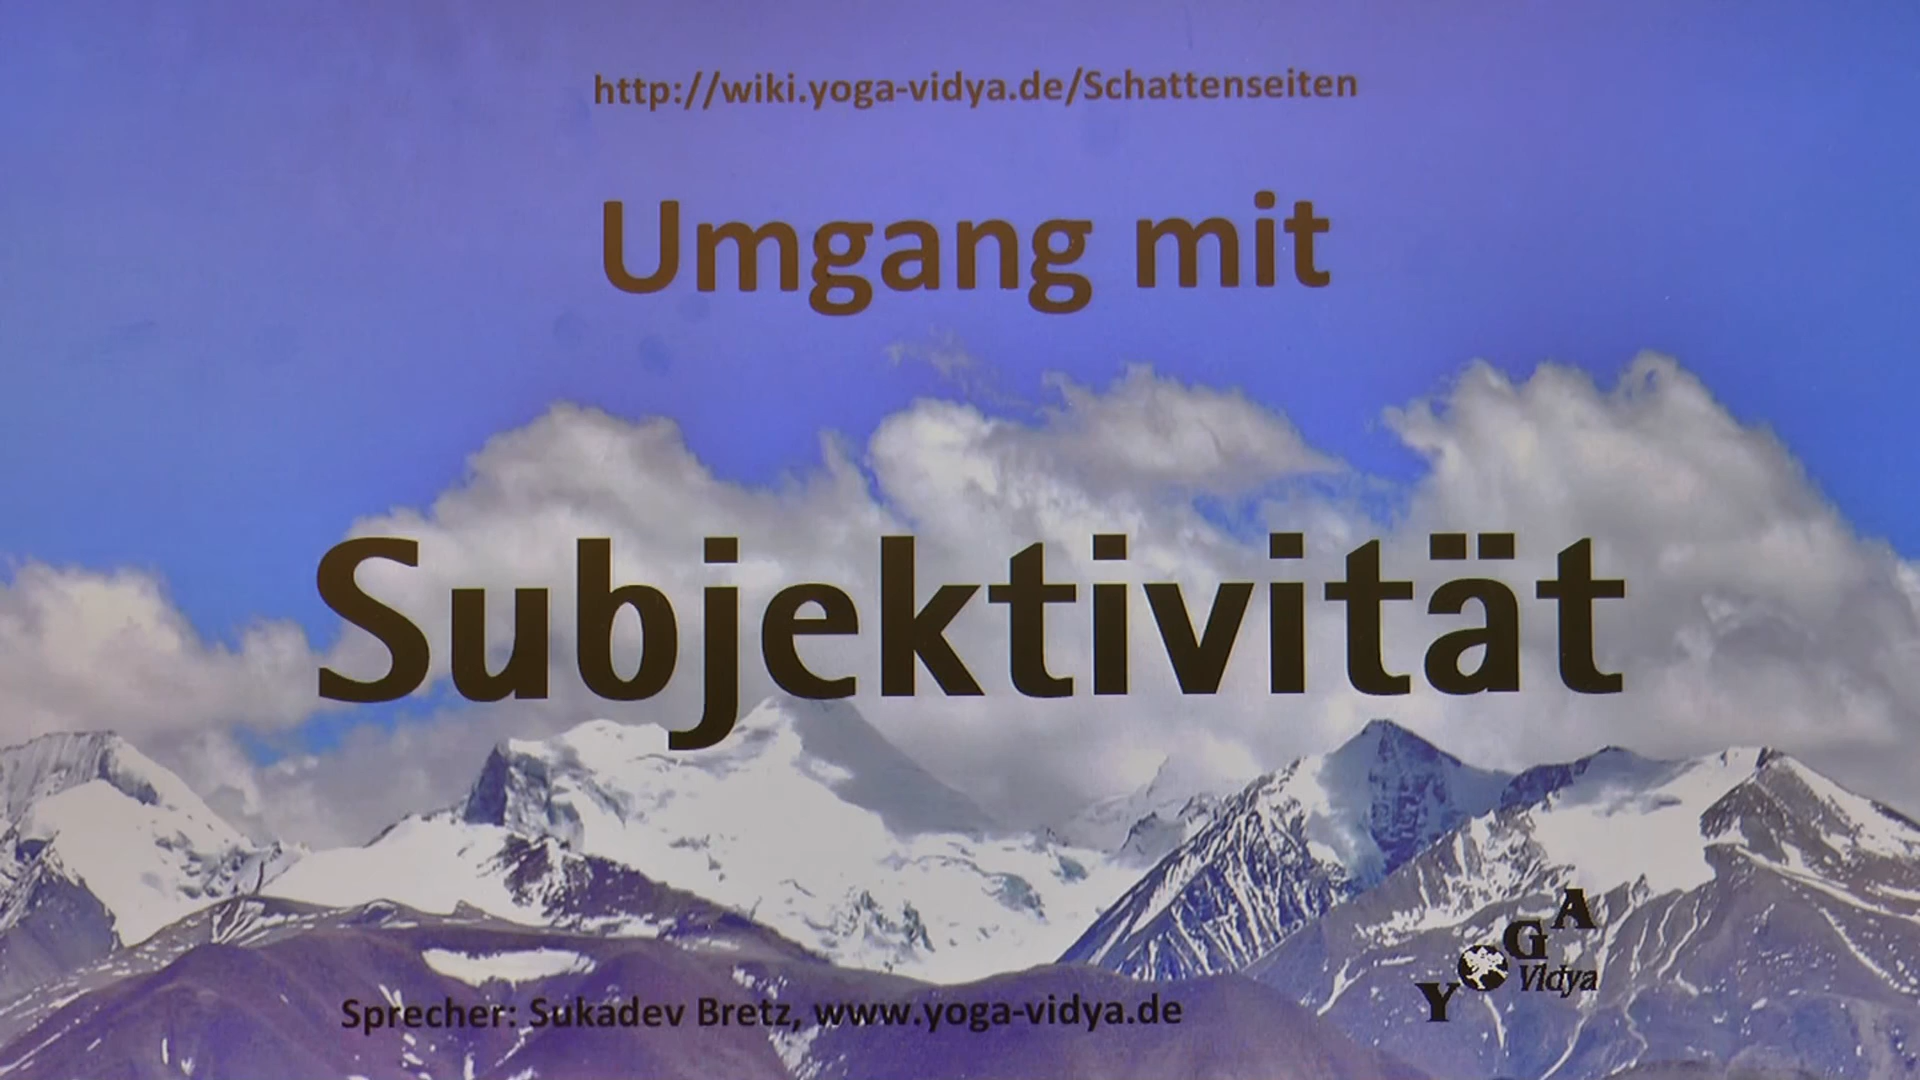 http://wiki.yoga-vidya.de/Schattenseiten
Umgang mit
Subjektivität
YOGA
Vidya
Sprecher: Sukadev Bretz, www.yoga-vidya.de